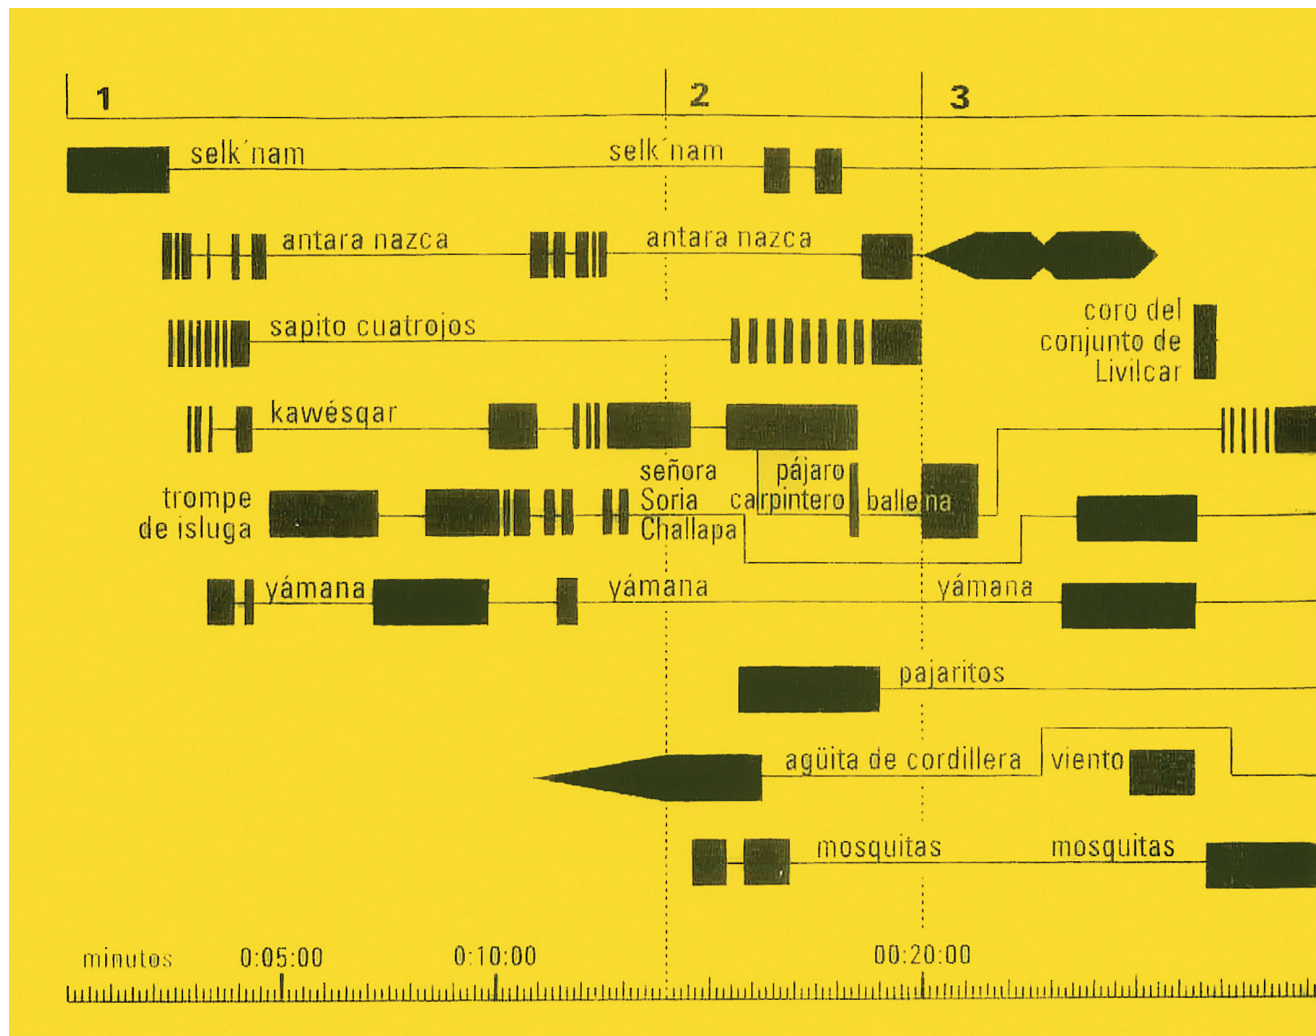 1 2 3
selk´nam selk´nam
antara nazca antara nazca
sapito cuatrojos
coro del
conjunto de
Livilcar
kawésqar
trompe
de isluga
señora
Soria
Challapa
pájaro
carpintero
ballena
yámana yámana yámana
pajaritos
agüita de cordillera viento
mosquitas mosquitas
minutos 0:05:00 0:10:00 00:20:00